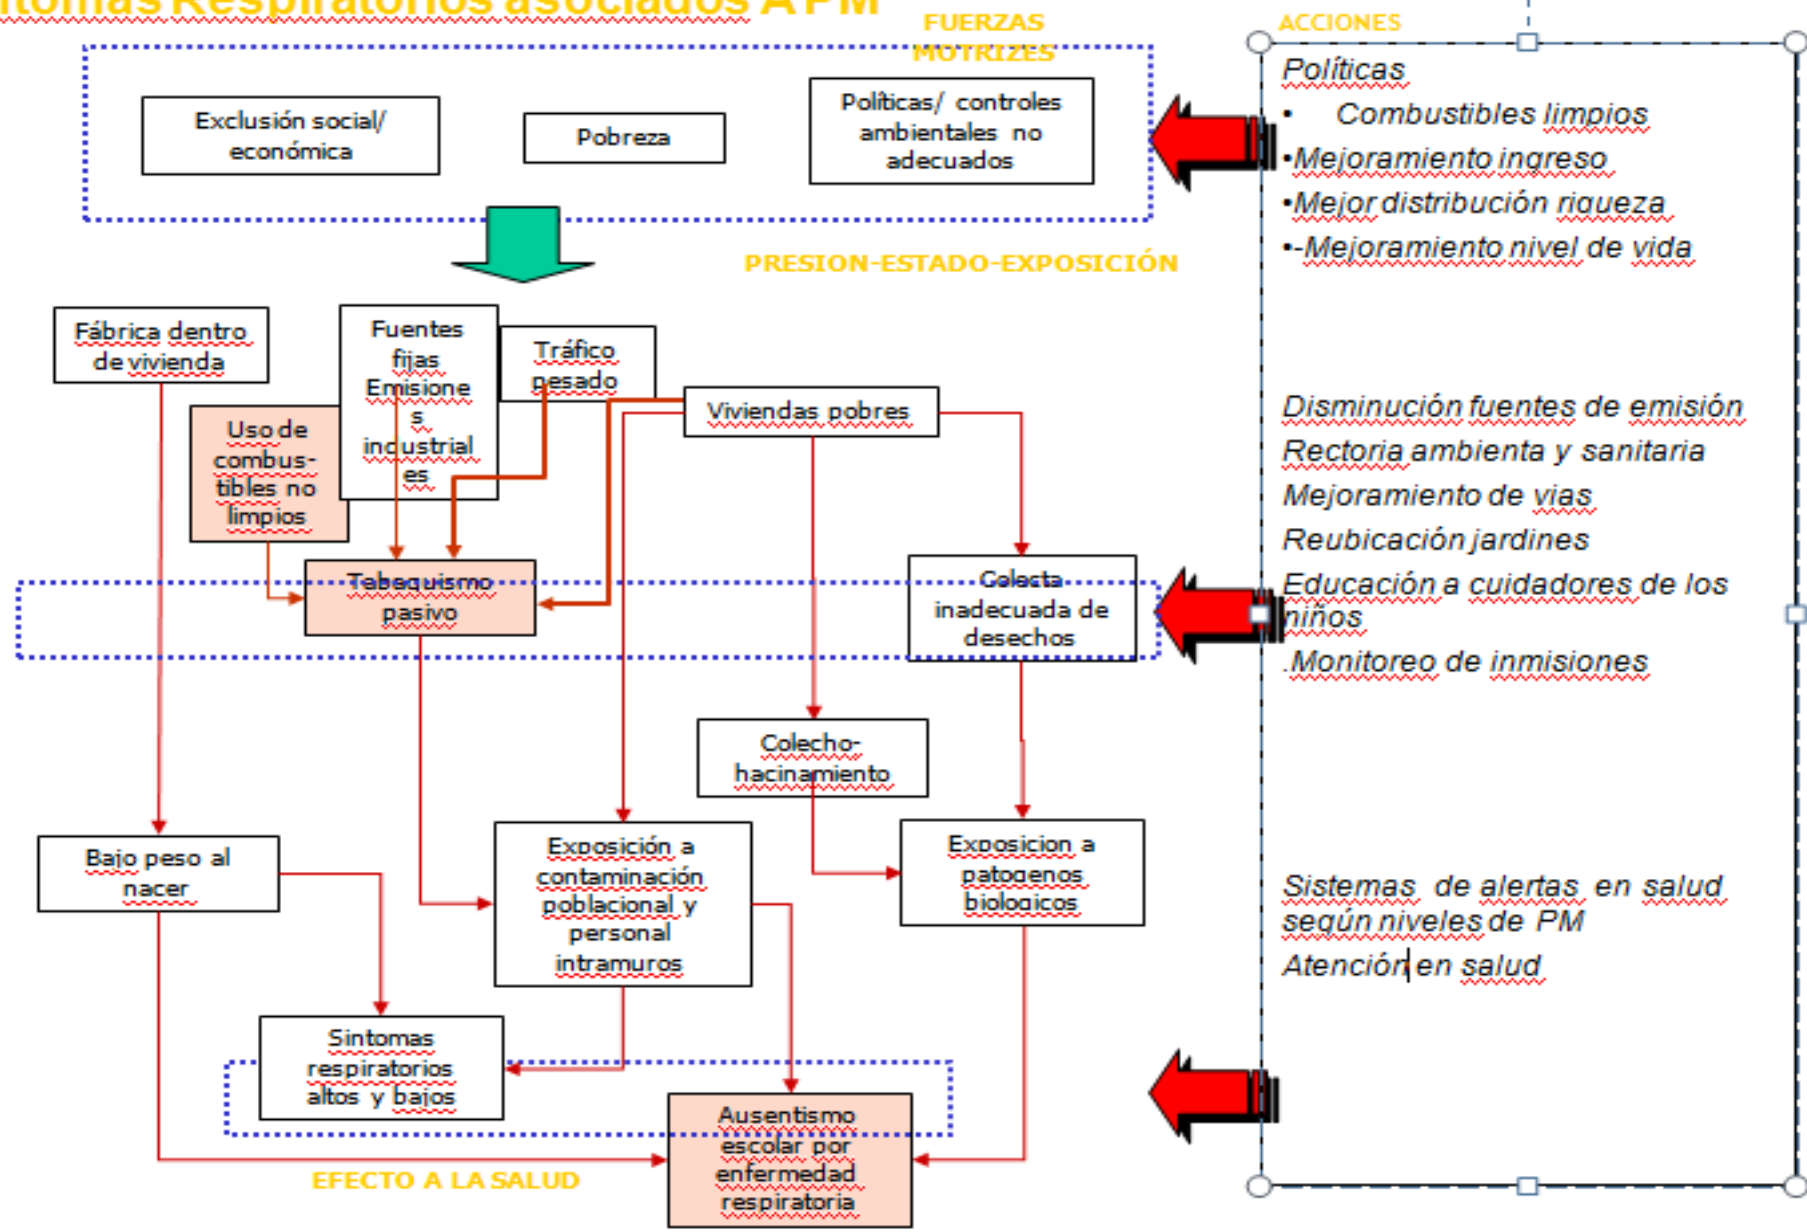 Respiratorios asociados A PM
FUERZAS
MOTRIZES
Exclusión social/
económica
Pobreza
Políticas/ controles
ambientales no
adecuados
PRESION-ESTADO-EXPOSICIÓN
Fábrica dentro
de vivienda
Fuentes
fijas
Emisione
s
industrial
es
Tráfico
pesado
Uso de
combus-
tibles no
limpios
Viviendas pobres
Tabaquismo
pasivo
Colecta
inadecuada de
desechos
Colecho-
hacinamiento
Bajo peso al
nacer
Exposición a
contaminación
poblacional y
personal
intramuros
Exposicion a
patogenos
biologicos
Sintomas
respiratorios
altos y bajos
Ausentismo
escolar por
enfermedad
respiratoria
EFECTO A LA SALUD
ACCIONES
Políticas
• Combustibles limpios
•Mejoramiento ingreso
•Mejor distribución riqueza
•-Mejoramiento nivel de vida
Disminución fuentes de emisión
Rectoria ambienta y sanitaria
Mejoramiento de vias
Reubicación jardines
Educación a cuidadores de los
niños
.Monitoreo de inmisiones
Sistemas de alertas en salud
según niveles de PM
Atención en salud